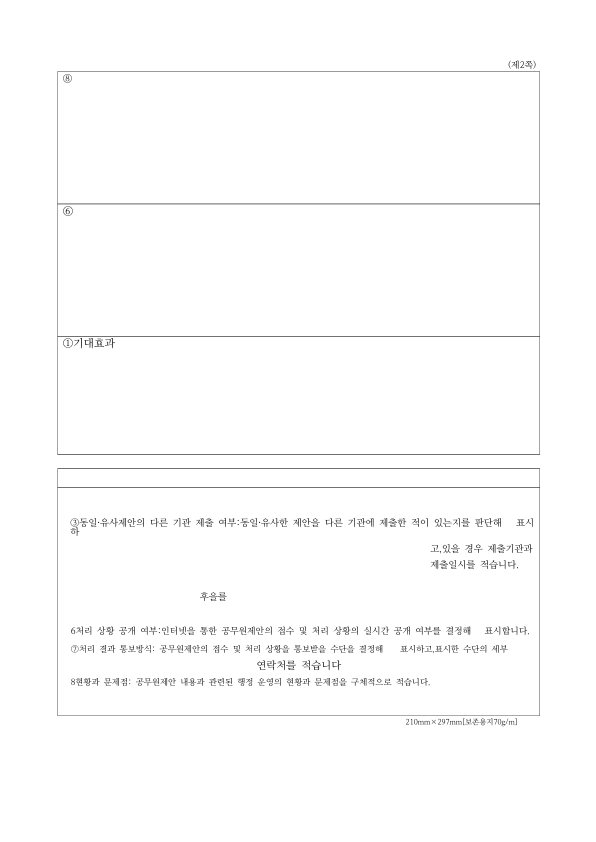 (제2쪽)
⑧
⑥
①기대효과
③동일·유사제안의 다른 기관 제출 여부:동일·유사한 제안을 다른 기관에 제출한 적이 있는지를 판단해 표시
하
고,있을 경우 제출기관과
제출일시를 적습니다.
후을를
6처리 상황 공개 여부:인터넷을 통한 공무원제안의 점수 및 처리 상황의 실시간 공개 여부를 결정해 표시합니다.
⑦처리 결과 통보방식: 공무원제안의 점수 및 처리 상황을 통보받을 수단을 결정해 표시하고,표시한 수단의 세부
연락처를 적습니다
8현황과 문제점: 공무원제안 내용과 관련된 행정 운영의 현황과 문제점을 구체적으로 적습니다.
210mm×297mm[보존용지70g/m]